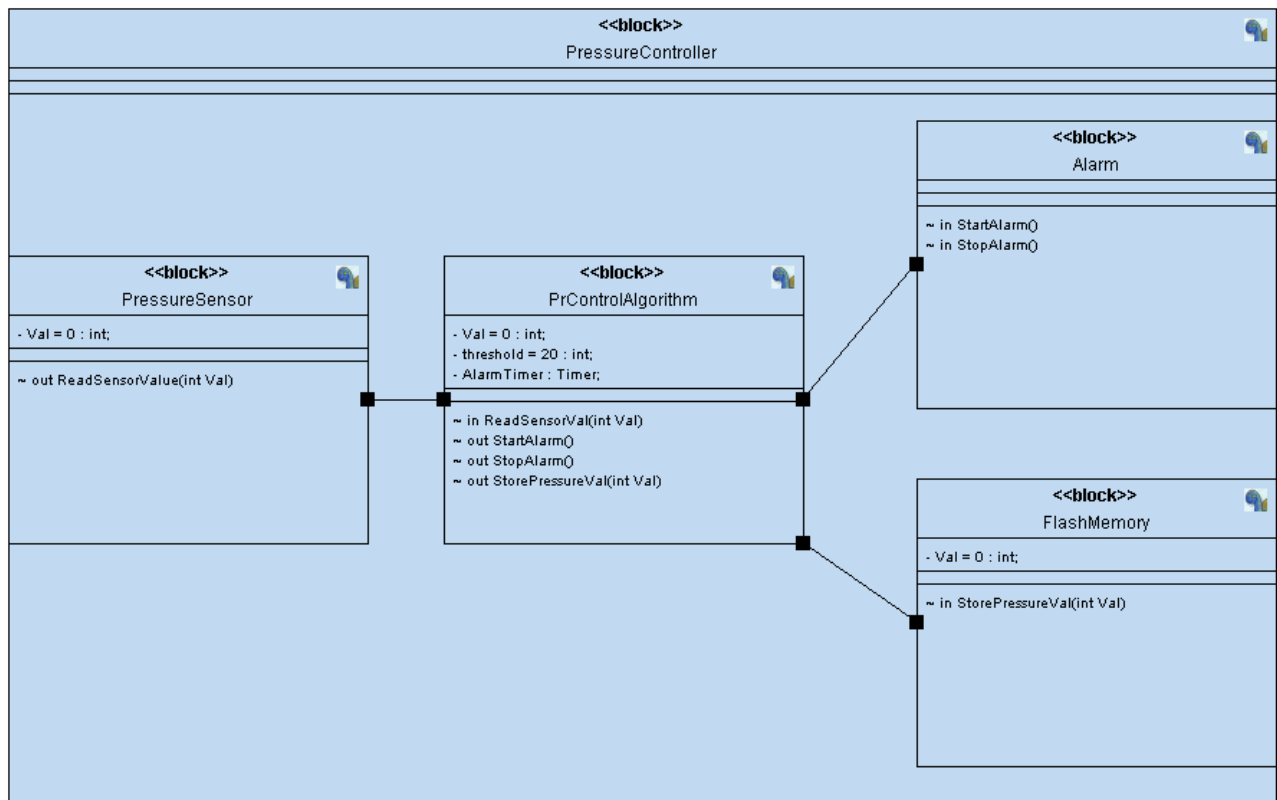 <<block>>
PressureController
<<block>>
Alarm
~ in StartAlarm()
~ in StopAlarm()
<<block>>
PressureSensor
- Val = 0 : int;
~ out ReadSensorValue(int Val)
<<block>>
PrControlAlgorithm
- Val = 0 : int;
- threshold = 20 : int;
- AlarmTimer : Timer;
~ in ReadSensorVal(int Val)
~ out StartAlarm()
~ out StopAlarm()
~ out StorePressureVal(int Val)
<<block>>
FlashMemory
- Val = 0 : int;
~ in StorePressureVal(int Val)